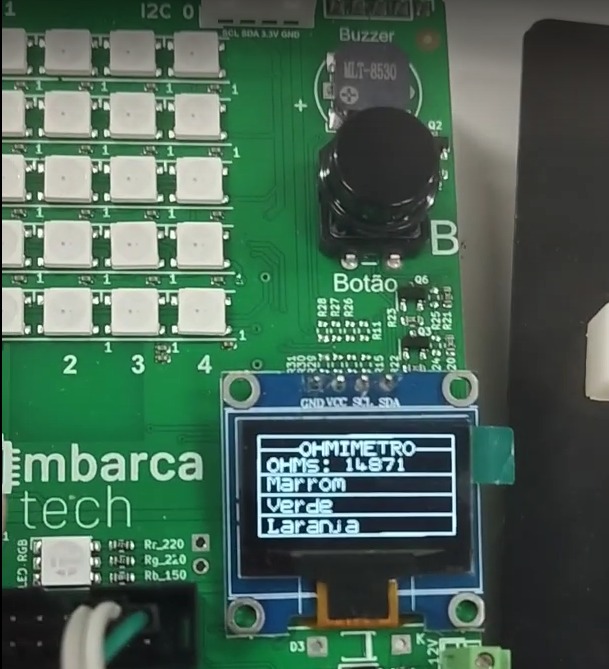 1 I2C 0
SCL SDA 3.3V GND
Buzzer
MLT-8530
+
Q2
B
Botão
Q6
R28 R27 R26
R11
R23
R25 R21
2 1 3 1 4 1
GND VCC SCL SDA
OHMIMETRO
OHMs: 14871
Marrom
Verde
Laranja
mbarca
tech
LED.RGB
Rr_220
Rg_220
Rb_150
D3
K
12V